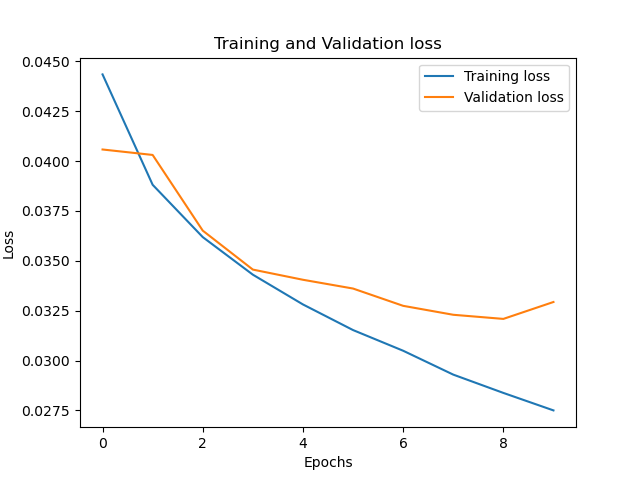 Training and Validation loss
0.0450
0.0425
0.0400
0.0375
0.0350
0.0325
0.0300
0.0275
Loss
Training loss
Validation loss
0 2 4 6 8
Epochs